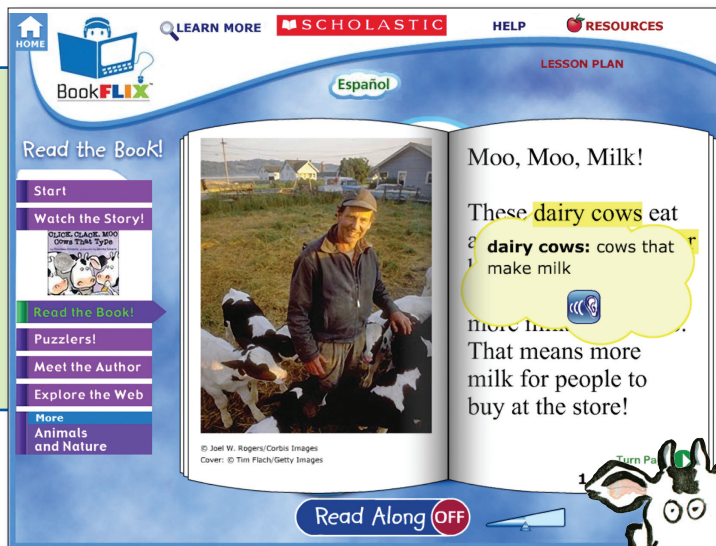 HOME
BookFLIX™
LEARN MORE
SCHOLASTIC
HELP
RESOURCES
LESSON PLAN
Español
Read the Book!
Start
Watch the Story!
CLICK, CLACK, MOO
Cows That Type
Read the Book!
Puzzlers!
Meet the Author
Explore the Web
More
Animals
and Nature
© Joel W. Rogers/Corbis Images
Cover: © Tim Flach/Getty Images
Moo, Moo, Milk!
These dairy cows eat
dairy cows: cows that
make milk
That means more
milk for people to
buy at the store!
Turn
1
Read Along OFF